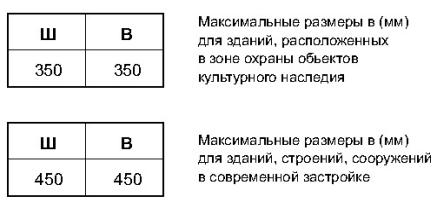 Ш В
350 350
Максимальные размеры в (мм)
для зданий, расположенных
в зоне охраны объектов
культурного наследия
Ш В
450 450
Максимальные размеры в (мм)
для зданий, строений, сооружений
в современной застройке